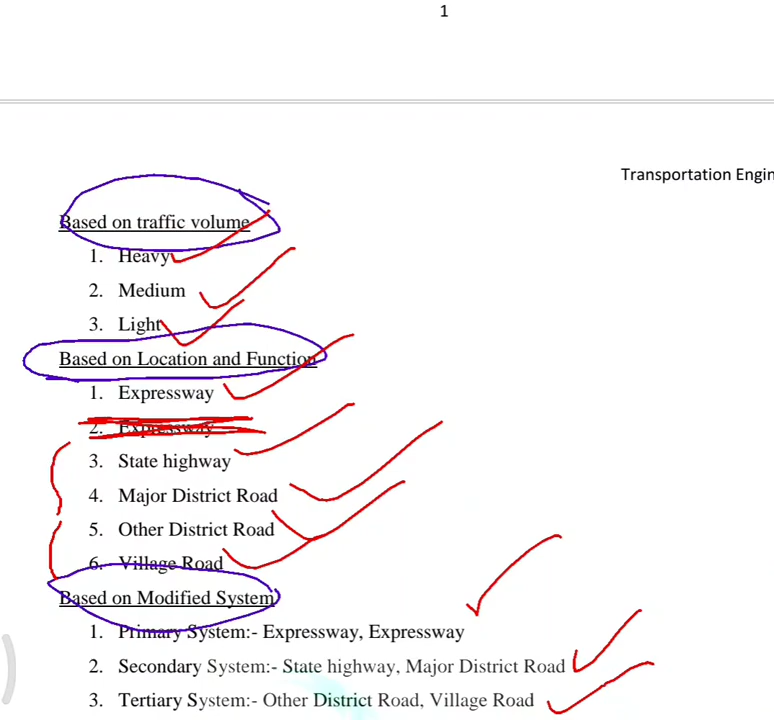 1
Transportation Engin
Based on traffic volume
1. Heavy
2. Medium
3. Light
Based on Location and Function
1. Expressway
2. Expressway
3. State highway
4. Major District Road
5. Other District Road
6. Village Road
Based on Modified System
1. Primary System:- Expressway, Expressway
2. Secondary System:- State highway, Major District Road
3. Tertiary System:- Other District Road, Village Road